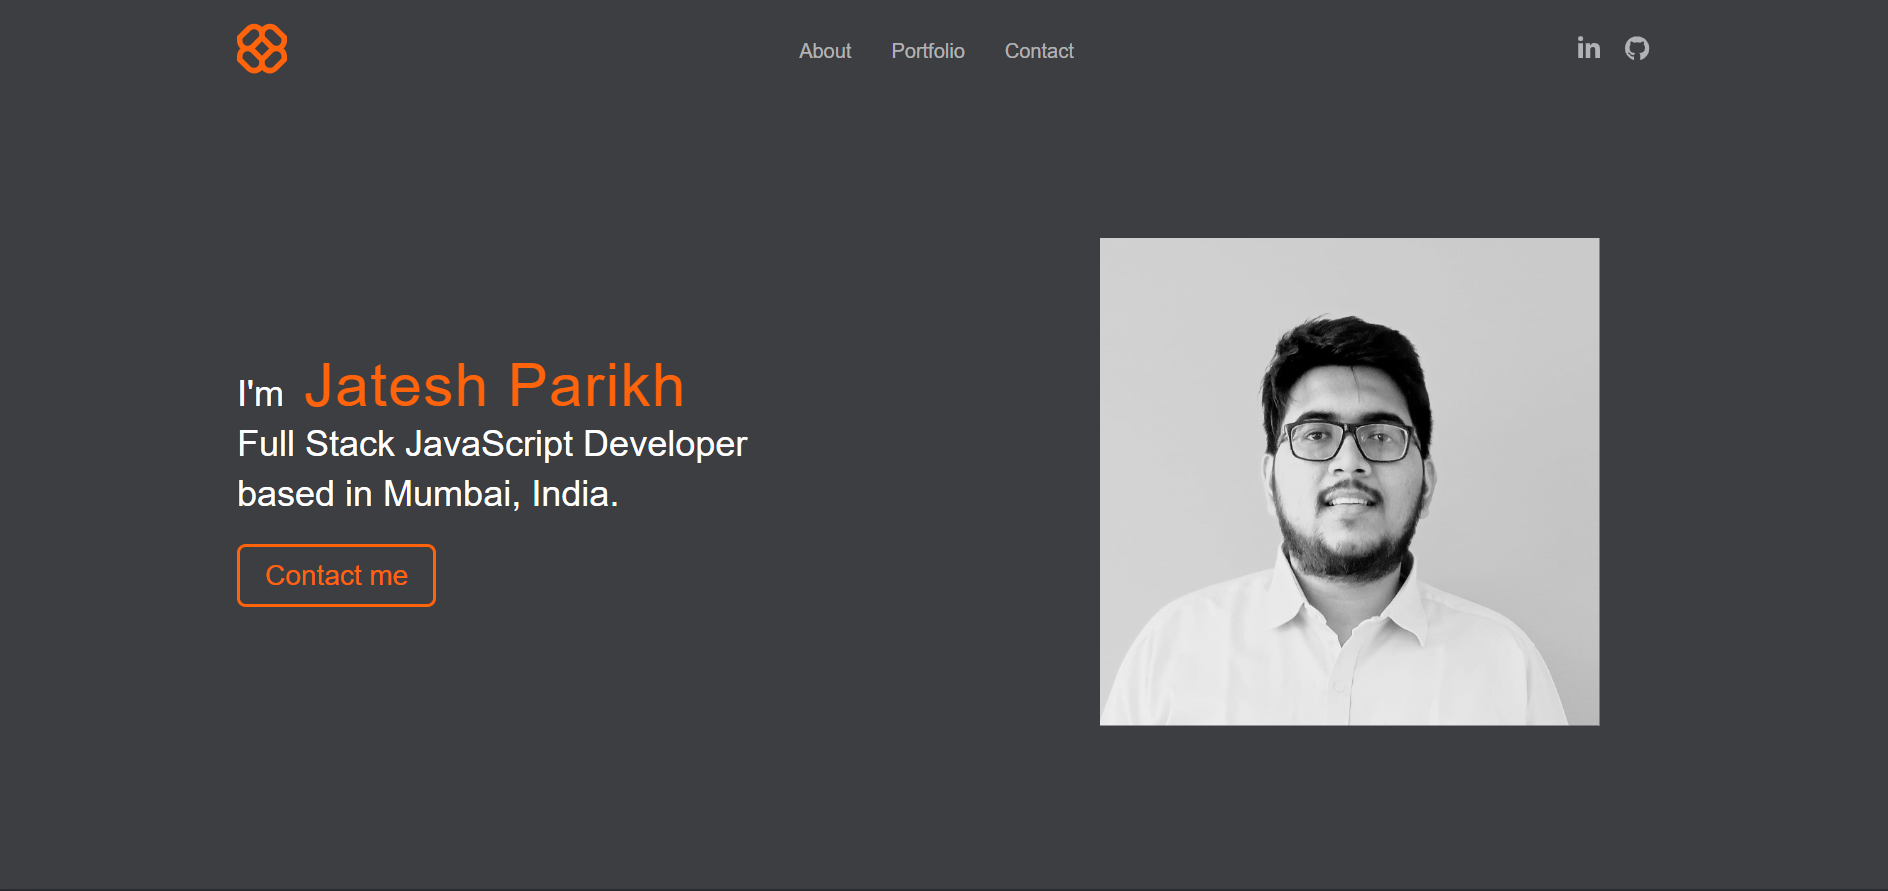 About
Portfolio
Contact
in
I'm Jatesh Parikh
Full Stack JavaScript Developer
based in Mumbai, India.
Contact me